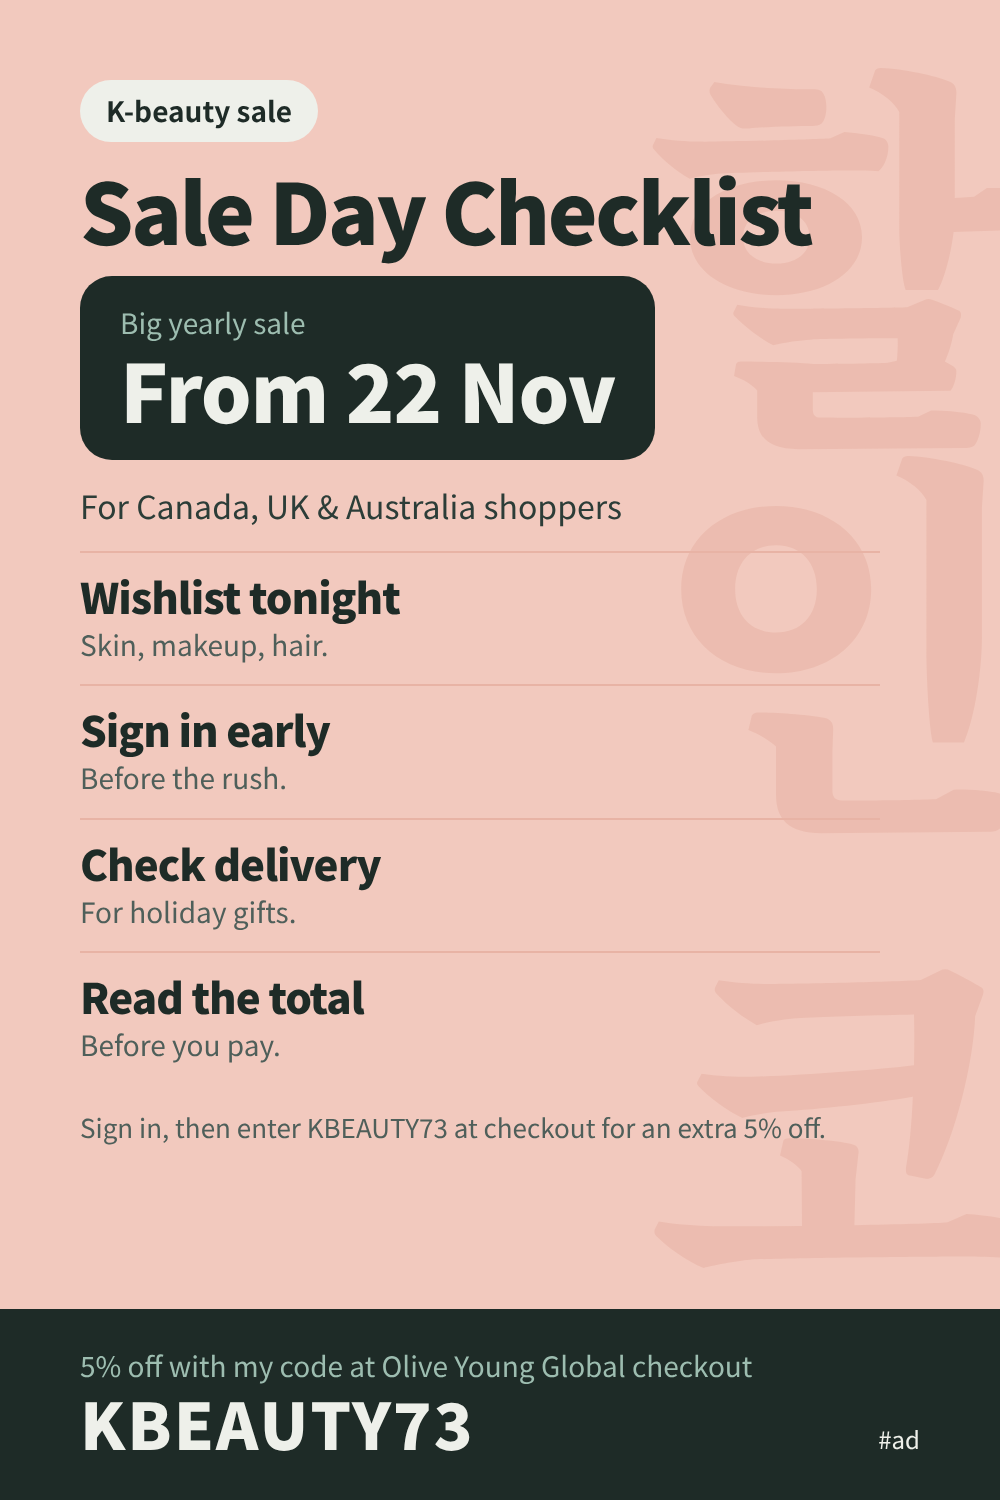 K-beauty sale
Sale Day Checklist
Big yearly sale
From 22 Nov
For Canada, UK & Australia shoppers
Wishlist tonight
Skin, makeup, hair.
Sign in early
Before the rush.
Check delivery
For holiday gifts.
Read the total
Before you pay.
Sign in, then enter KBEAUTY73 at checkout for an extra 5% off.
5% off with my code at Olive Young Global checkout
KBEAUTY73
#ad
할
인
코